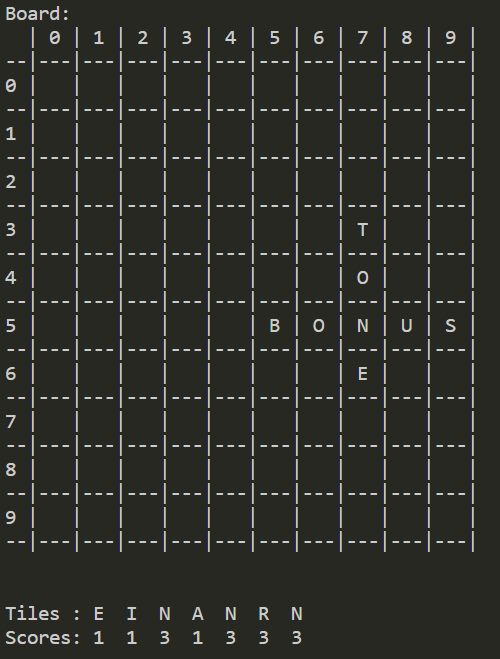 Board:
  | 0 | 1 | 2 | 3 | 4 | 5 | 6 | 7 | 8 | 9 |
--|---|---|---|---|---|---|---|---|---|---|
0 |   |   |   |   |   |   |   |   |   |   |
--|---|---|---|---|---|---|---|---|---|---|
1 |   |   |   |   |   |   |   |   |   |   |
--|---|---|---|---|---|---|---|---|---|---|
2 |   |   |   |   |   |   |   |   |   |   |
--|---|---|---|---|---|---|---|---|---|---|
3 |   |   |   |   |   |   |   | T |   |   |
--|---|---|---|---|---|---|---|---|---|---|
4 |   |   |   |   |   |   |   | O |   |   |
--|---|---|---|---|---|---|---|---|---|---|
5 |   |   |   |   |   | B | O | N | U | S |
--|---|---|---|---|---|---|---|---|---|---|
6 |   |   |   |   |   |   |   | E |   |   |
--|---|---|---|---|---|---|---|---|---|---|
7 |   |   |   |   |   |   |   |   |   |   |
--|---|---|---|---|---|---|---|---|---|---|
8 |   |   |   |   |   |   |   |   |   |   |
--|---|---|---|---|---|---|---|---|---|---|
9 |   |   |   |   |   |   |   |   |   |   |
--|---|---|---|---|---|---|---|---|---|---|
Tiles : E  I  N  A  N  R  N
Scores: 1  1  3  1  3  3  3